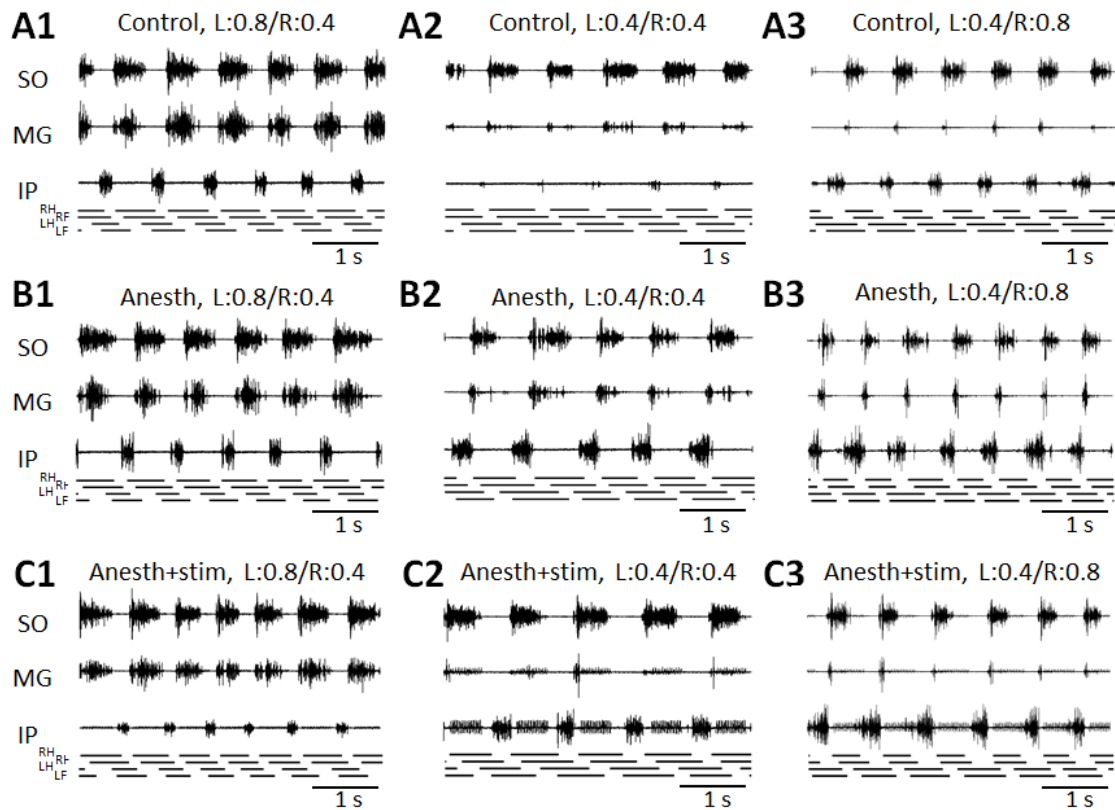 A1 Control, L:0.8/R:0.4 A2 Control, L:0.4/R:0.4 A3 Control, L:0.4/R:0.8
SO
MG
IP
RH
RF
LH
LF
1 s 1 s 1 s
B1 Anesth, L:0.8/R:0.4 B2 Anesth, L:0.4/R:0.4 B3 Anesth, L:0.4/R:0.8
SO
MG
IP
RH
RF
LH
LF
1 s 1 s 1 s
C1 Anesth+stim, L:0.8/R:0.4 C2 Anesth+stim, L:0.4/R:0.4 C3 Anesth+stim, L:0.4/R:0.8
SO
MG
IP
RH
RF
LH
LF
1 s 1 s 1 s